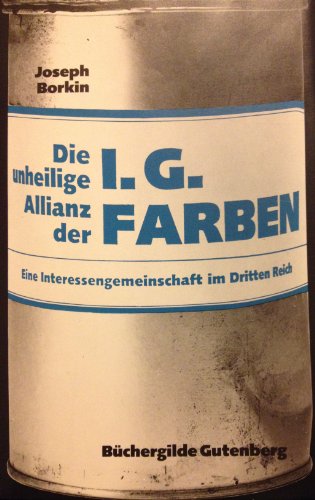 Joseph
Borkin
Die
unheilige
Allianz
der
I. G.
FARBEN
Eine Interessengemeinschaft im Dritten Reich
Büchergilde Gutenberg